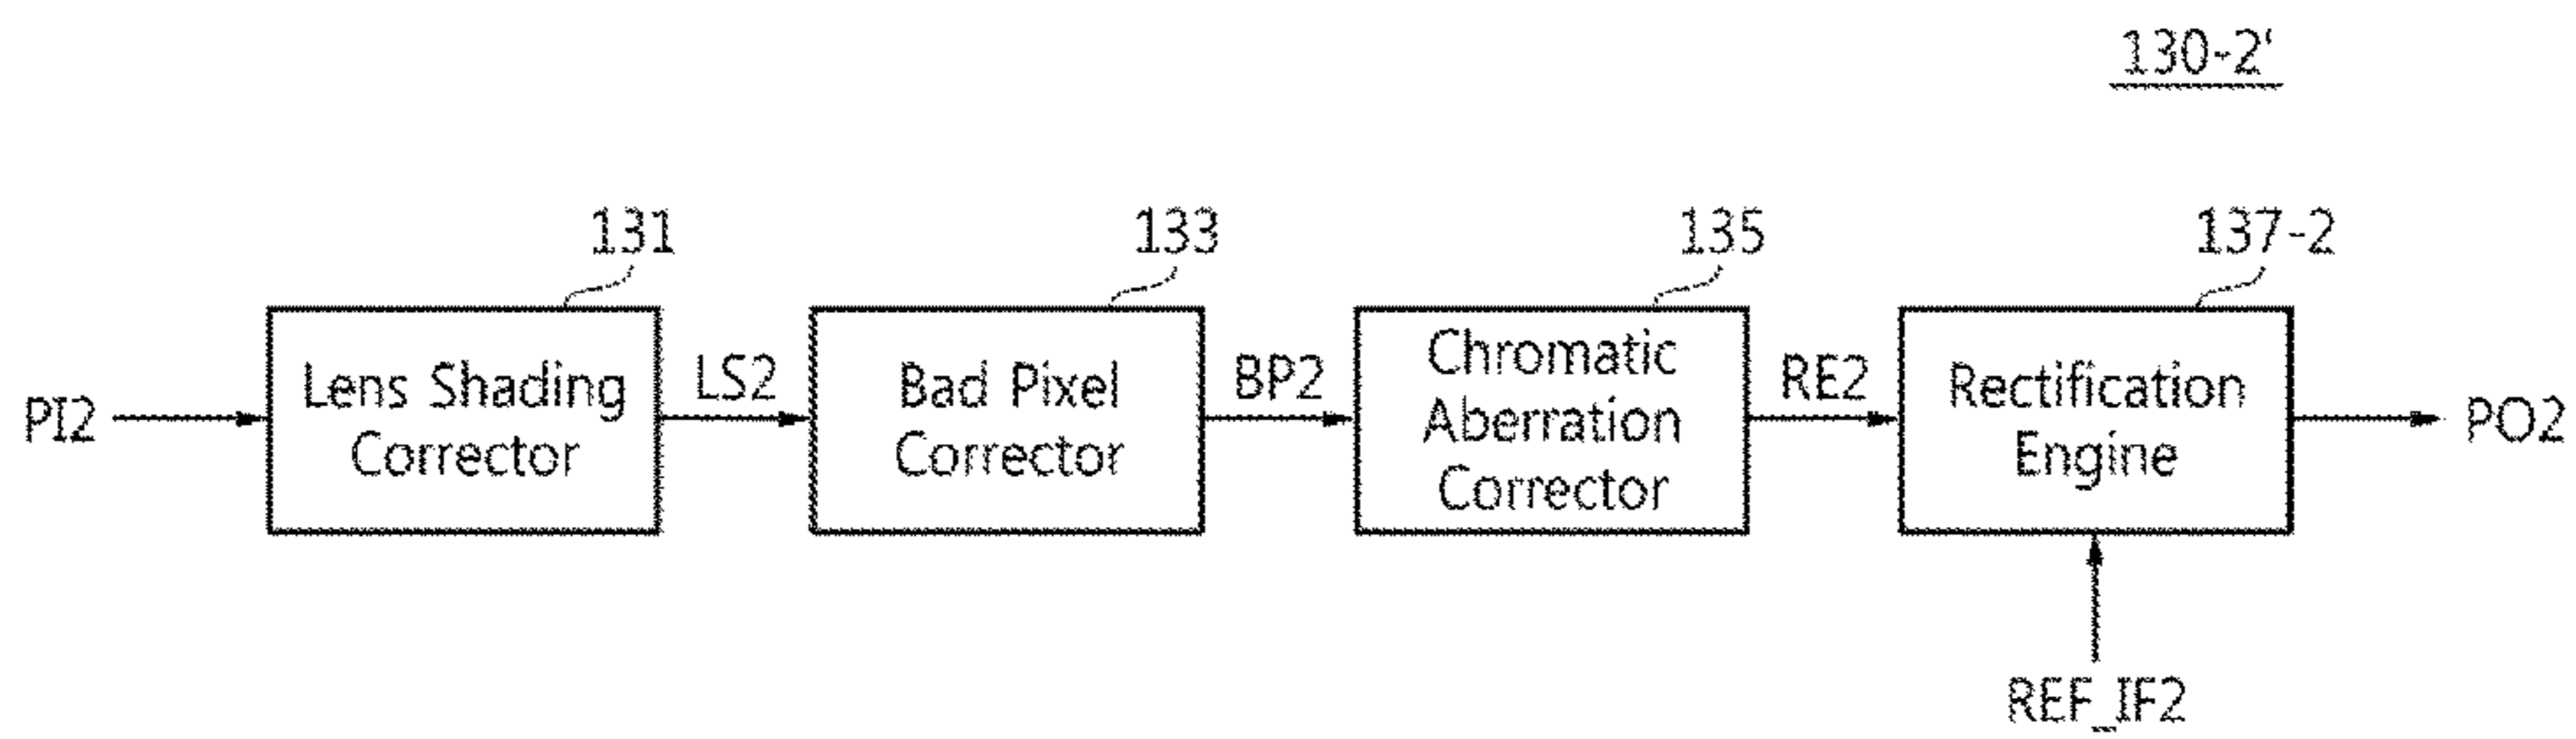 130-2'
131
133
135
137-2
PI2
Lens Shading
Corrector
LS2
Bad Pixel
Corrector
BP2
Chromatic
Aberration
Corrector
RE2
Rectification
Engine
PO2
REF_IF2